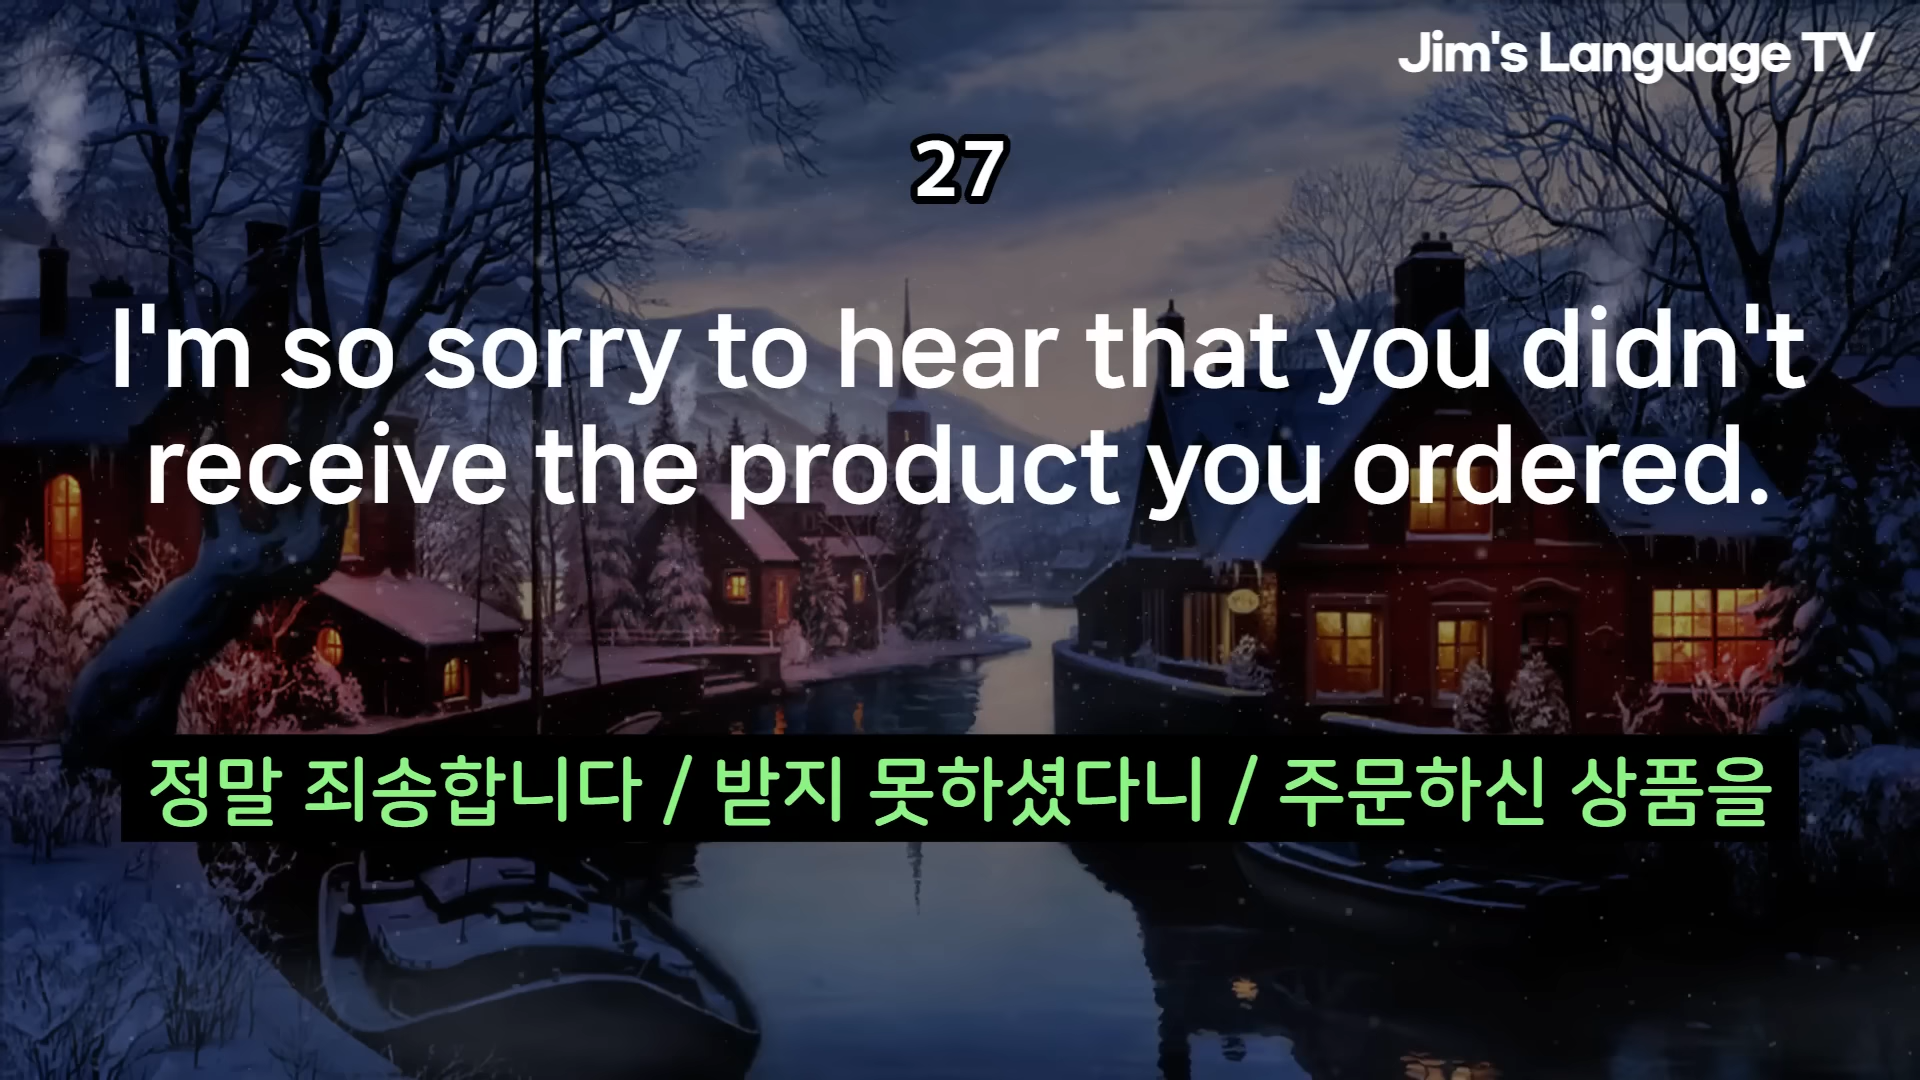 Jim's Language TV
27
I'm so sorry to hear that you didn't
receive the product you ordered.
정말 죄송합니다 / 받지 못하셨다니 / 주문하신 상품을